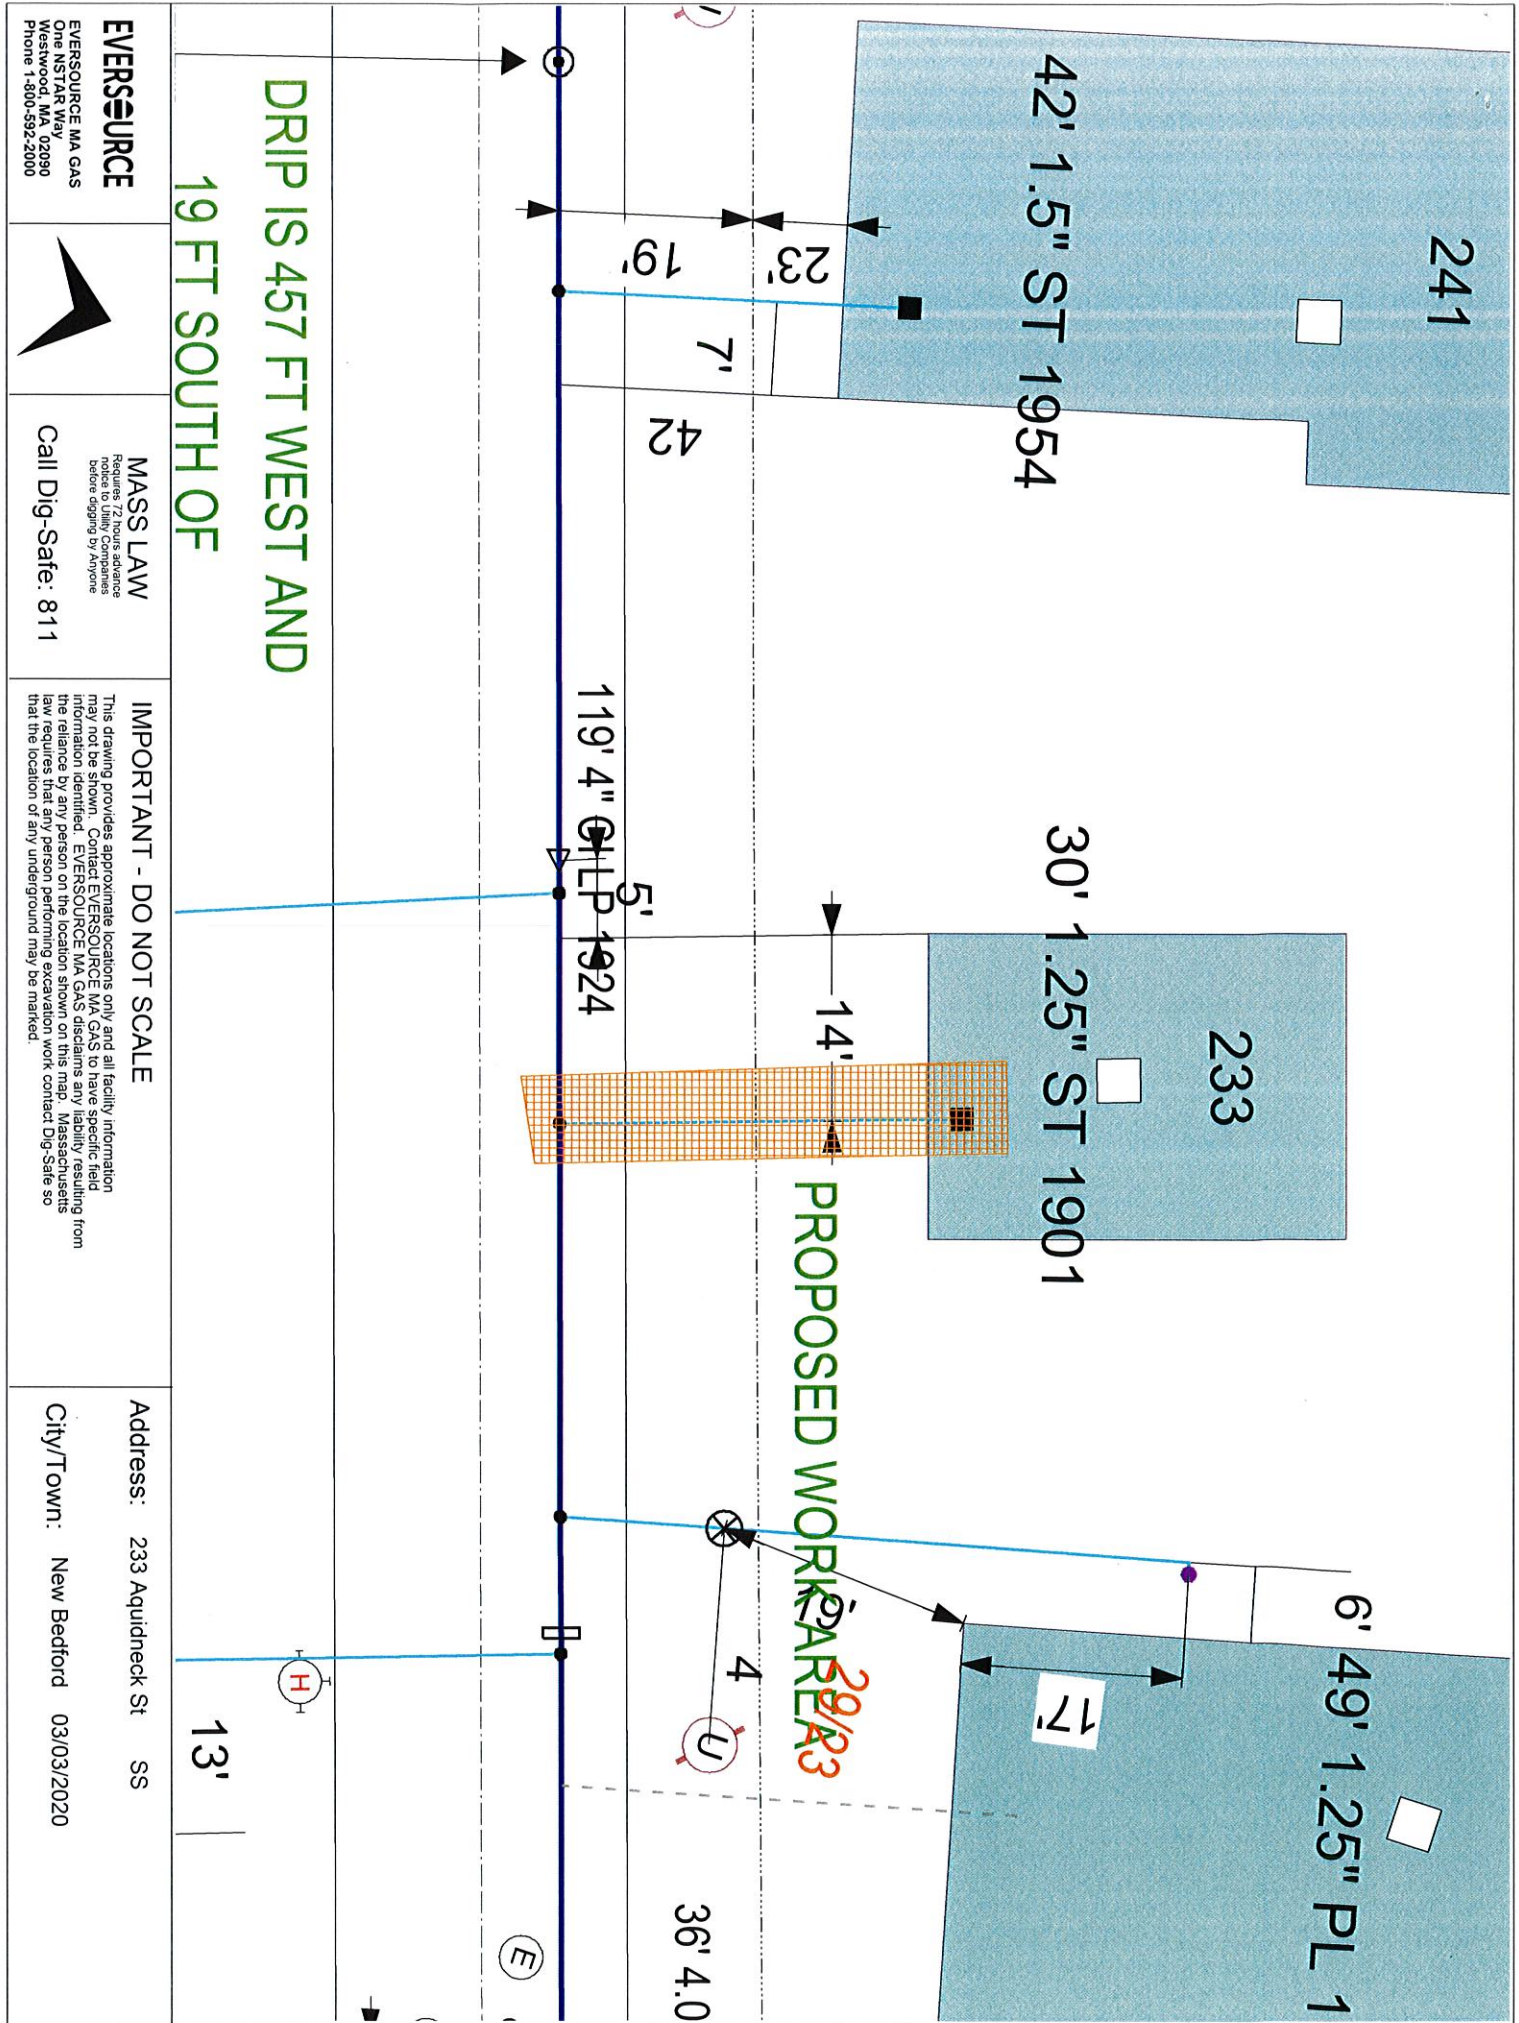 241
42' 1.5" ST 1954
23'
19'
7'
42
233
30' 1.25" ST 1901
14'
5'
119' 4" CI LP 1924
6'
49' 1.25" PL 1
17'
PROPOSED WORK AREA
29/23
19'
4
U
36' 4.0
E
DRIP IS 457 FT WEST AND
19 FT SOUTH OF
H
13'
EVERSOURCE
EVERSOURCE MA GAS
One NSTAR Way
Westwood, MA 02090
Phone 1-800-592-2000
MASS LAW
Requires 72 hours advance
notice to Utility Companies
before digging by Anyone
Call Dig-Safe: 811
IMPORTANT - DO NOT SCALE
This drawing provides approximate locations only and all facility information
may not be shown. Contact EVERSOURCE MA GAS to have specific field
information identified. EVERSOURCE MA GAS disclaims any liability resulting from
the reliance by any person on the location shown on this map. Massachusetts
law requires that any person performing excavation work contact Dig-Safe so
that the location of any underground may be marked.
Address: 233 Aquidneck St SS
City/Town: New Bedford 03/03/2020